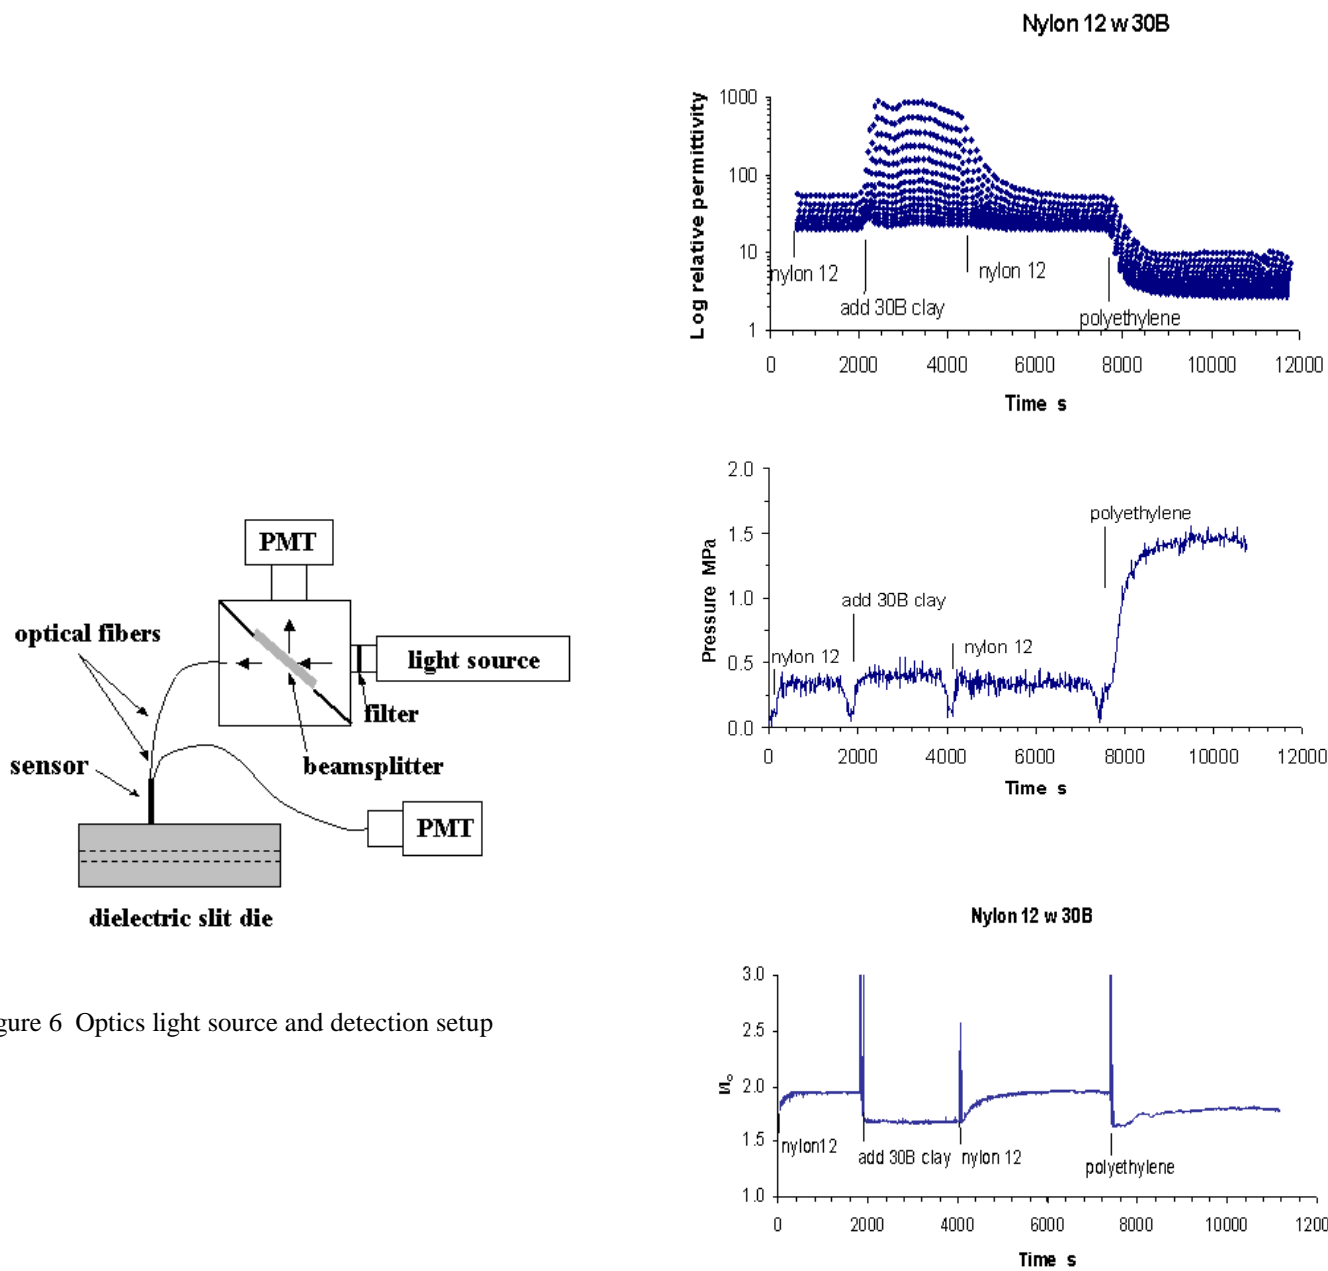 PMT
optical fibers
light source
filter
sensor
beamsplitter
PMT
dielectric slit die
gure 6 Optics light source and detection setup
Nylon 12 w 30B
Log relative permittivity
1000
100
10
1
nylon 12
add 30B clay
nylon 12
polyethylene
0 2000 4000 6000 8000 10000 12000
Time s
Pressure MPa
2.0
1.5
1.0
0.5
0.0
nylon 12
add 30B clay
nylon 12
polyethylene
0 2000 4000 6000 8000 10000 12000
Time s
Nylon 12 w 30B
I/Io
3.0
2.5
2.0
1.5
1.0
nylon12
add 30B clay
nylon 12
polyethylene
0 2000 4000 6000 8000 10000 1200
Time s